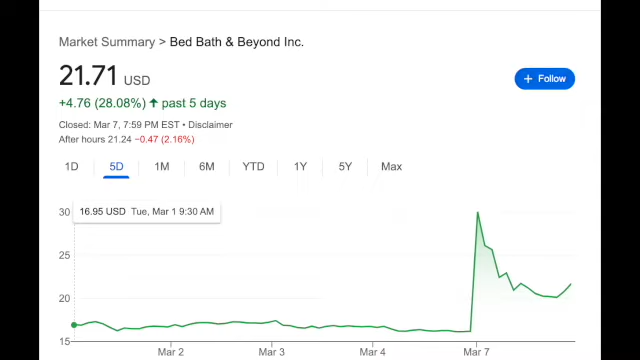 Market Summary > Bed Bath & Beyond Inc.
21.71 USD
+ Follow
+4.76 (28.08%) ↑ past 5 days
Closed: Mar 7, 7:59 PM EST • Disclaimer
After hours 21.24 −0.47 (2.16%)
1D 5D 1M 6M YTD 1Y 5Y Max
30
16.95 USD Tue, Mar 1 9:30 AM
25
20
15
Mar 2 Mar 3 Mar 4 Mar 7